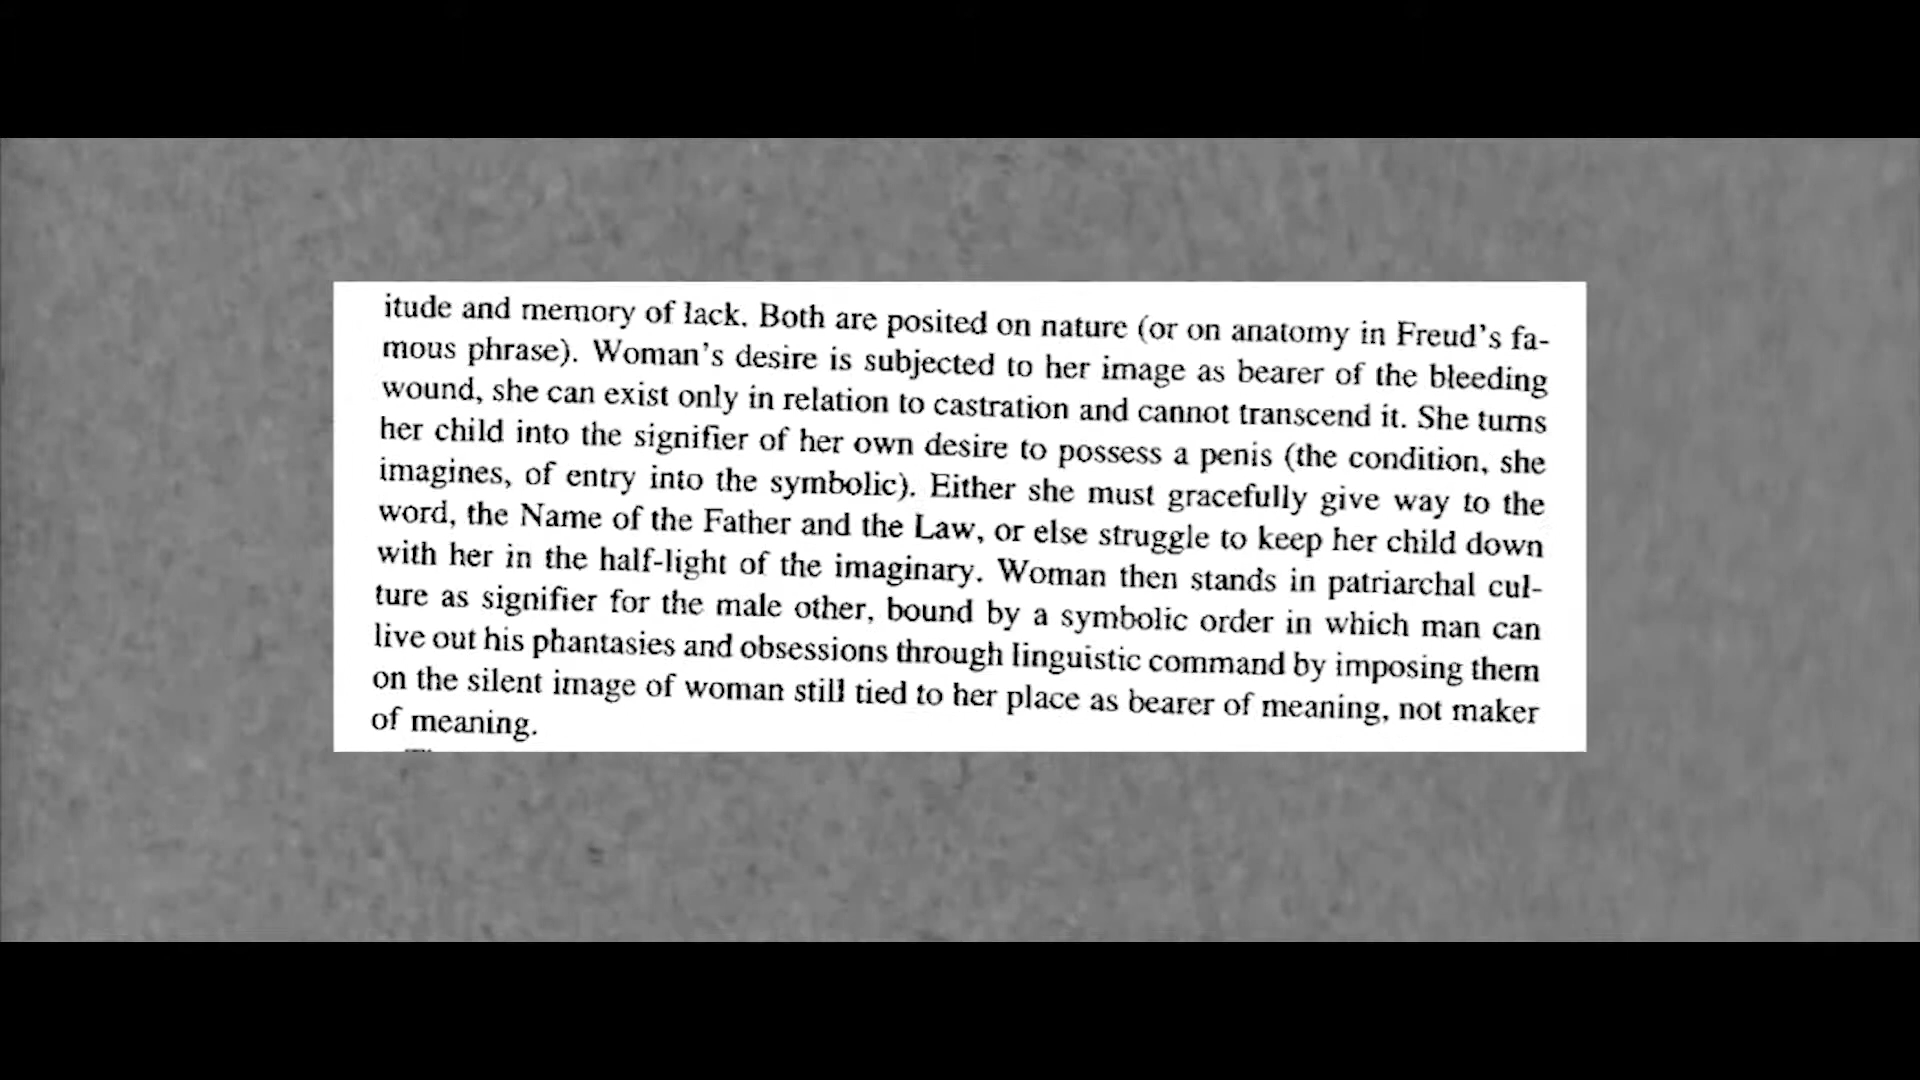 itude and memory of lack. Both are posited on nature (or on anatomy in Freud's fa-
mous phrase). Woman's desire is subjected to her image as bearer of the bleeding
wound, she can exist only in relation to castration and cannot transcend it. She turns
her child into the signifier of her own desire to possess a penis (the condition, she
imagines, of entry into the symbolic). Either she must gracefully give way to the
word, the Name of the Father and the Law, or else struggle to keep her child down
with her in the half-light of the imaginary. Woman then stands in patriarchal cul-
ture as signifier for the male other, bound by a symbolic order in which man can
live out his phantasies and obsessions through linguistic command by imposing them
on the silent image of woman still tied to her place as bearer of meaning, not maker
of meaning.